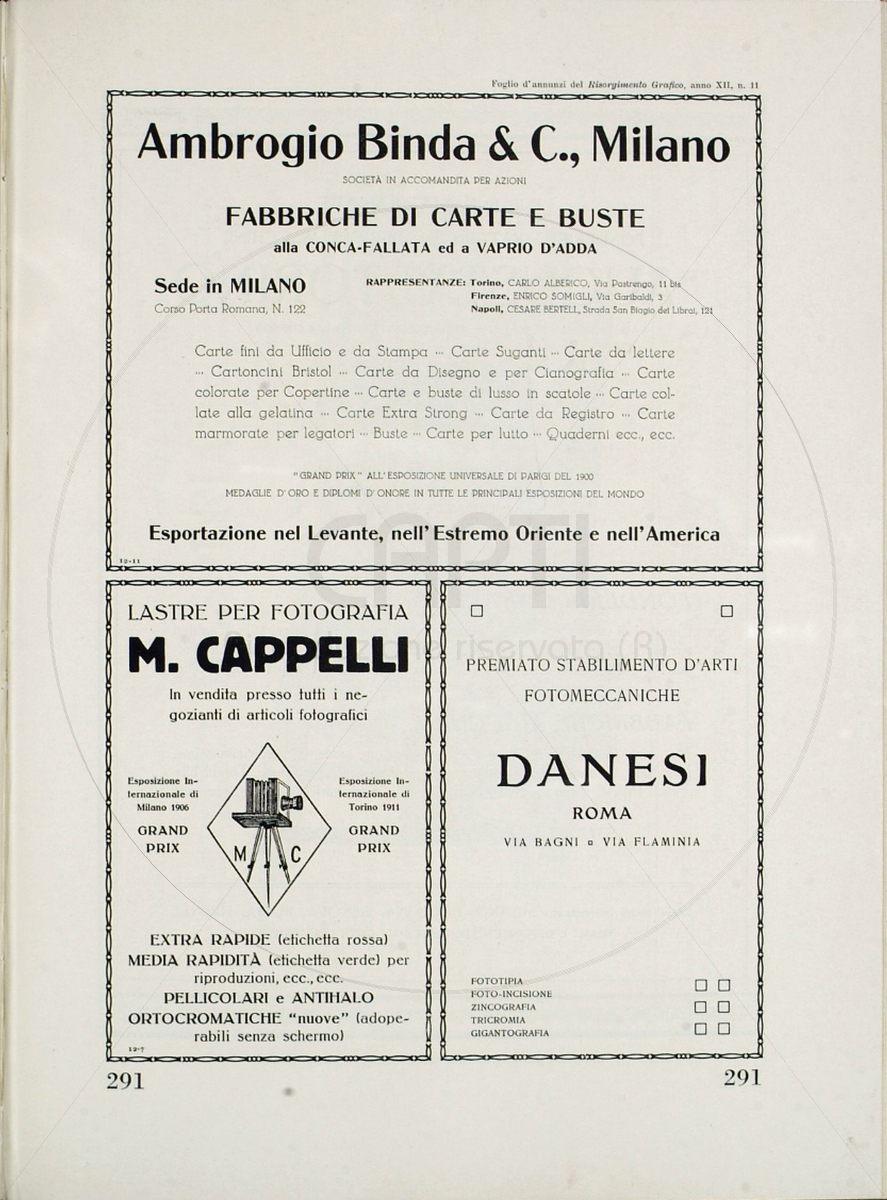 Foglio d'annunzi del Risorgimento Grafico, anno XII, n. 11
Ambrogio Binda & C., Milano
SOCIETÀ IN ACCOMANDITA PER AZIONI
FABBRICHE DI CARTE E BUSTE
alla CONCA-FALLATA ed a VAPRIO D'ADDA
Sede in MILANO
Corso Porta Romana, N. 122
RAPPRESENTANZE: Torino, CARLO ALBERICO, Via Pastrengo, 11 bis
Firenze, ENRICO SOMIGLI, Via Garibaldi, 3
Napoli, CESARE BERTELL, Strada San Biagio dei Librai, 121
Carte fini da Ufficio e da Stampa ··· Carte Suganti ··· Carte da lettere
··· Cartoncini Bristol ··· Carte da Disegno e per Cianografia ··· Carte
colorate per Copertine ··· Carte e buste di lusso in scatole ··· Carte col-
late alla gelatina ··· Carte Extra Strong ··· Carte da Registro ··· Carte
marmorate per legatori ··· Buste ··· Carte per lutto ··· Quaderni ecc., ecc.
"GRAND PRIX" ALL'ESPOSIZIONE UNIVERSALE DI PARIGI DEL 1900
MEDAGLIE D'ORO E DIPLOMI D'ONORE IN TUTTE LE PRINCIPALI ESPOSIZIONI DEL MONDO
Esportazione nel Levante, nell'Estremo Oriente e nell'America
12-11
LASTRE PER FOTOGRAFIA
M. CAPPELLI
In vendita presso tutti i ne-
gozianti di articoli fotografici
Esposizione In-
ternazionale di
Milano 1906
GRAND
PRIX
M C
Esposizione In-
ternazionale di
Torino 1911
GRAND
PRIX
EXTRA RAPIDE (etichetta rossa)
MEDIA RAPIDITÀ (etichetta verde) per
riproduzioni, ecc., ecc.
PELLICOLARI e ANTIHALO
ORTOCROMATICHE "nuove" (adope-
rabili senza schermo)
12-7
PREMIATO STABILIMENTO D'ARTI
FOTOMECCANICHE
DANESI
ROMA
VIA BAGNI ▫ VIA FLAMINIA
FOTOTIPIA
FOTO-INCISIONE
ZINCOGRAFIA
TRICROMIA
GIGANTOGRAFIA
291
291
CAPTI
riservata (B)